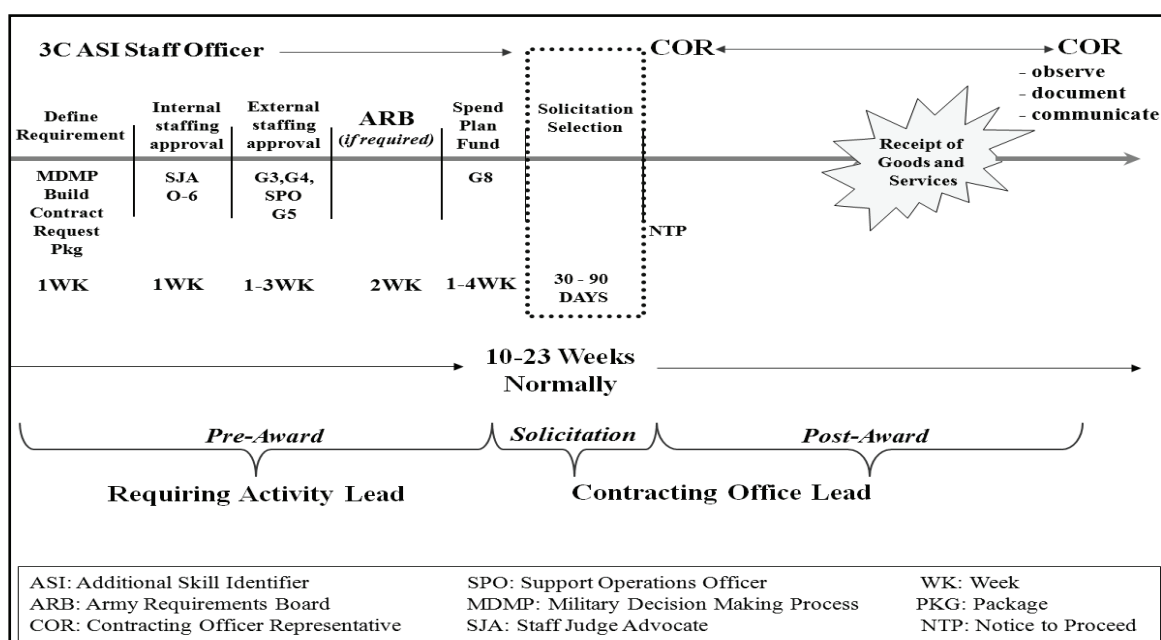 3C ASI Staff Officer
COR
COR
- observe
- document
- communicate
Define
Requirement
Internal
staffing
approval
External
staffing
approval
ARB
(if required)
Spend
Plan
Fund
Solicitation
Selection
Receipt of
Goods and
Services
MDMP
Build
Contract
Request
Pkg
SJA
O-6
G3,G4,
SPO
G5
G8
NTP
1WK
1WK
1-3WK
2WK
1-4WK
30 - 90
DAYS
10-23 Weeks
Normally
Pre-Award
Solicitation
Post-Award
Requiring Activity Lead
Contracting Office Lead
ASI: Additional Skill Identifier
ARB: Army Requirements Board
COR: Contracting Officer Representative
SPO: Support Operations Officer
MDMP: Military Decision Making Process
SJA: Staff Judge Advocate
WK: Week
PKG: Package
NTP: Notice to Proceed